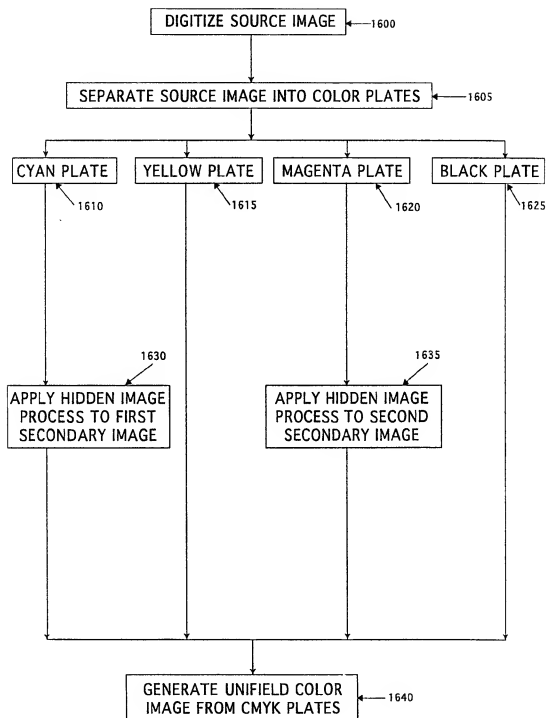 DIGITIZE SOURCE IMAGE
1600
SEPARATE SOURCE IMAGE INTO COLOR PLATES
1605
CYAN PLATE
YELLOW PLATE
MAGENTA PLATE
BLACK PLATE
1610
1615
1620
1625
1630
1635
APPLY HIDDEN IMAGE
PROCESS TO FIRST
SECONDARY IMAGE
APPLY HIDDEN IMAGE
PROCESS TO SECOND
SECONDARY IMAGE
GENERATE UNIFIELD COLOR
IMAGE FROM CMYK PLATES
1640